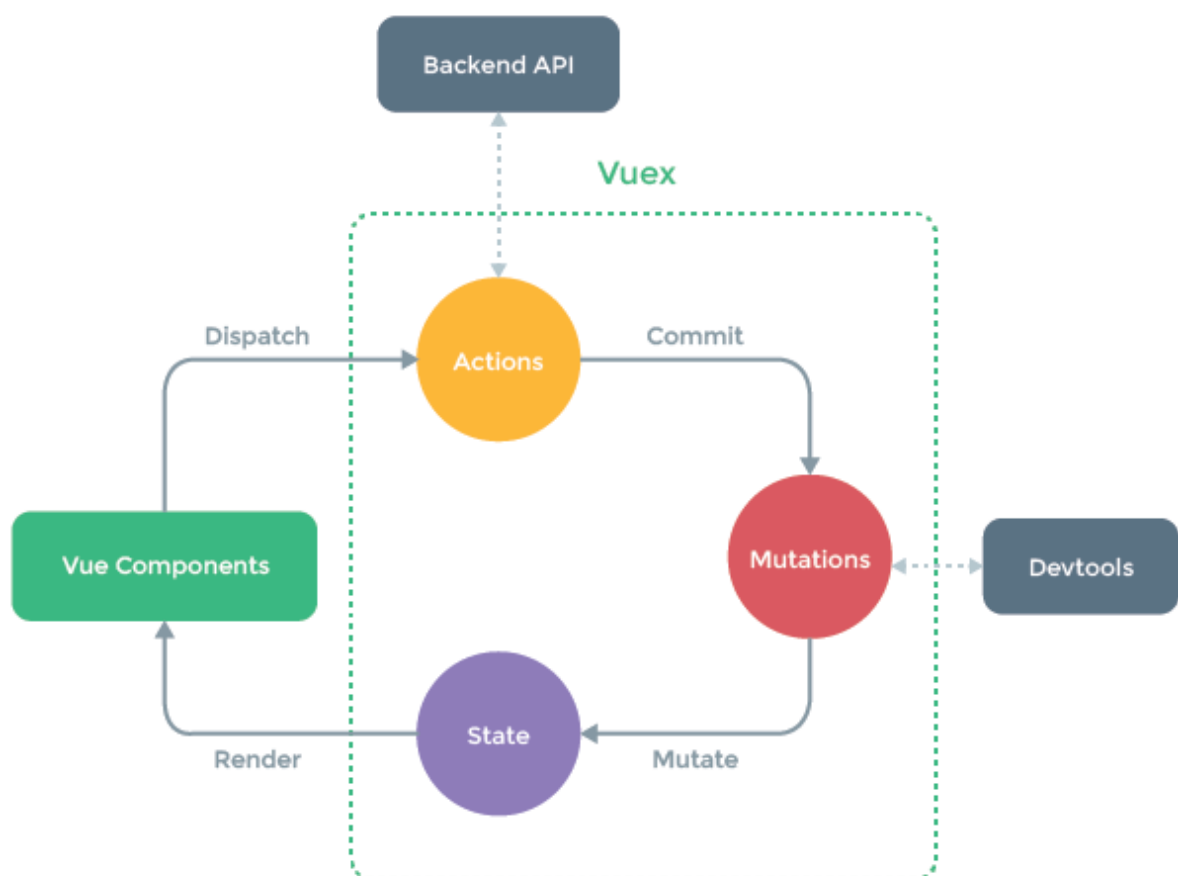 Backend API
Vuex
Dispatch
Commit
Actions
Vue Components
Mutations
Devtools
State
Render
Mutate